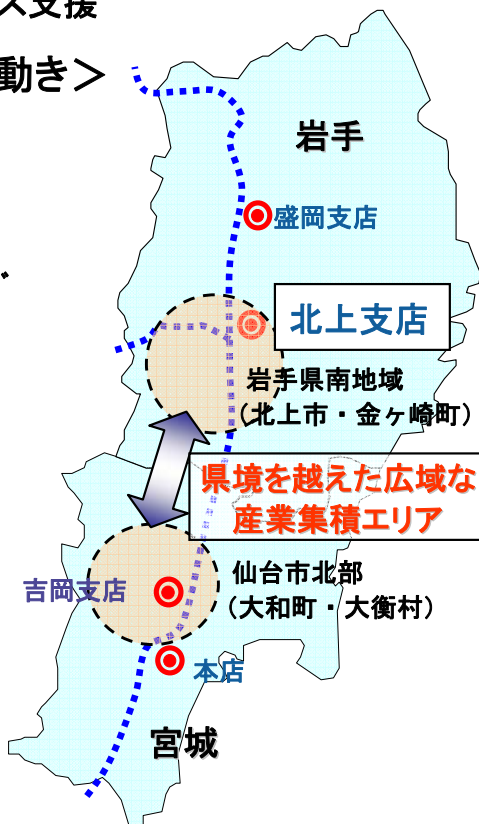 ス支援
動き＞
岩手
盛岡支店
北上支店
岩手県南地域
（北上市・金ヶ崎町）
県境を越えた広域な
産業集積エリア
仙台市北部
（大和町・大衡村）
吉岡支店
本店
宮城